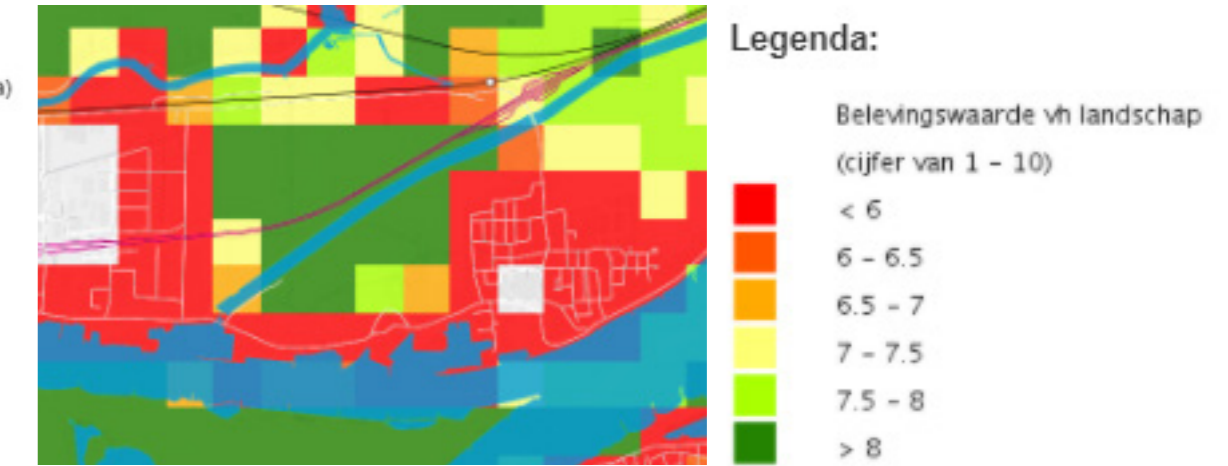 a)
Legenda:
Belevingswaarde vh landschap
(cijfer van 1 - 10)
< 6
6 - 6.5
6.5 - 7
7 - 7.5
7.5 - 8
> 8